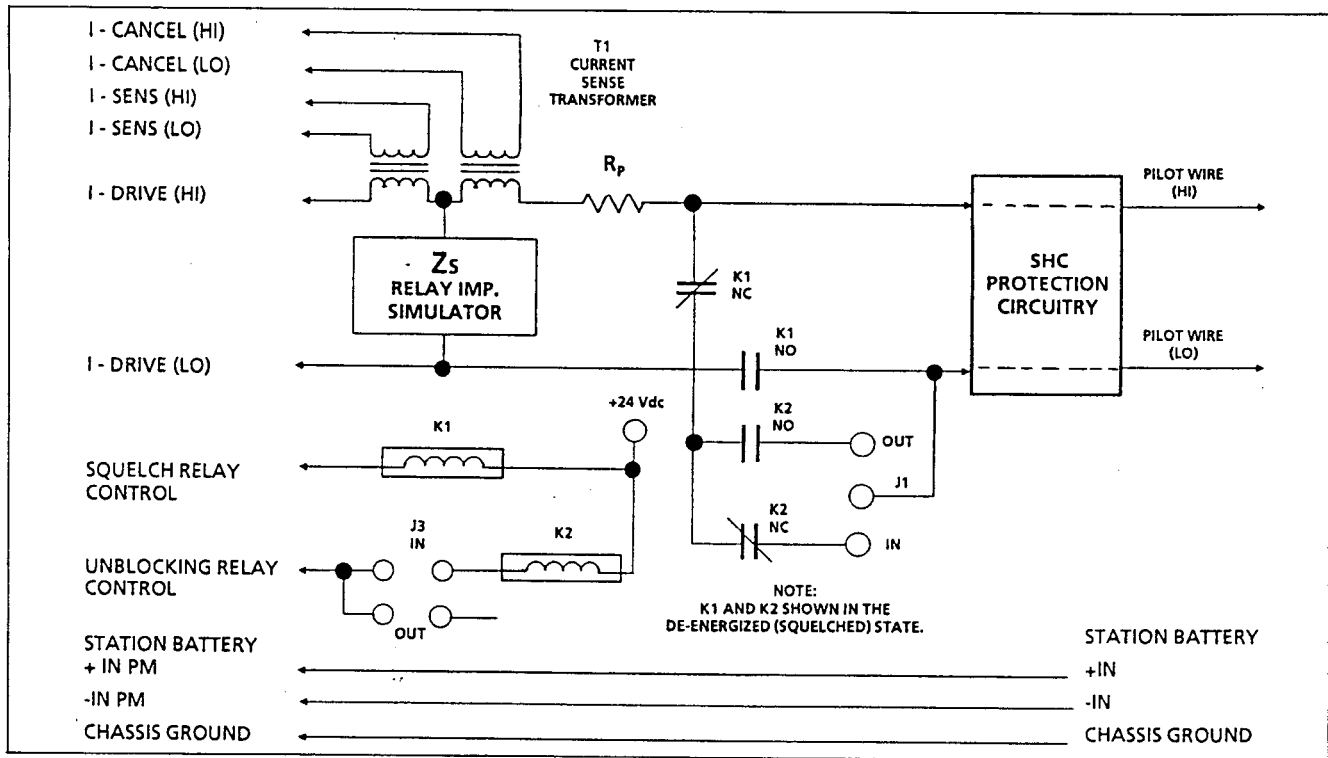 I - CANCEL (HI)
I - CANCEL (LO)
I - SENS (HI)
I - SENS (LO)
T1
CURRENT
SENSE
TRANSFORMER
I - DRIVE (HI)
RP
PILOT WIRE
(HI)
ZS
RELAY IMP.
SIMULATOR
K1
NC
SHC
PROTECTION
CIRCUITRY
K1
NO
PILOT WIRE
(LO)
I - DRIVE (LO)
+24 Vdc
K2
NO
OUT
K1
SQUELCH RELAY
CONTROL
J1
K2
NC
IN
J3
IN
K2
UNBLOCKING RELAY
CONTROL
OUT
NOTE:
K1 AND K2 SHOWN IN THE
DE-ENERGIZED (SQUELCHED) STATE.
STATION BATTERY
+ IN PM
-IN PM
CHASSIS GROUND
STATION BATTERY
+IN
-IN
CHASSIS GROUND